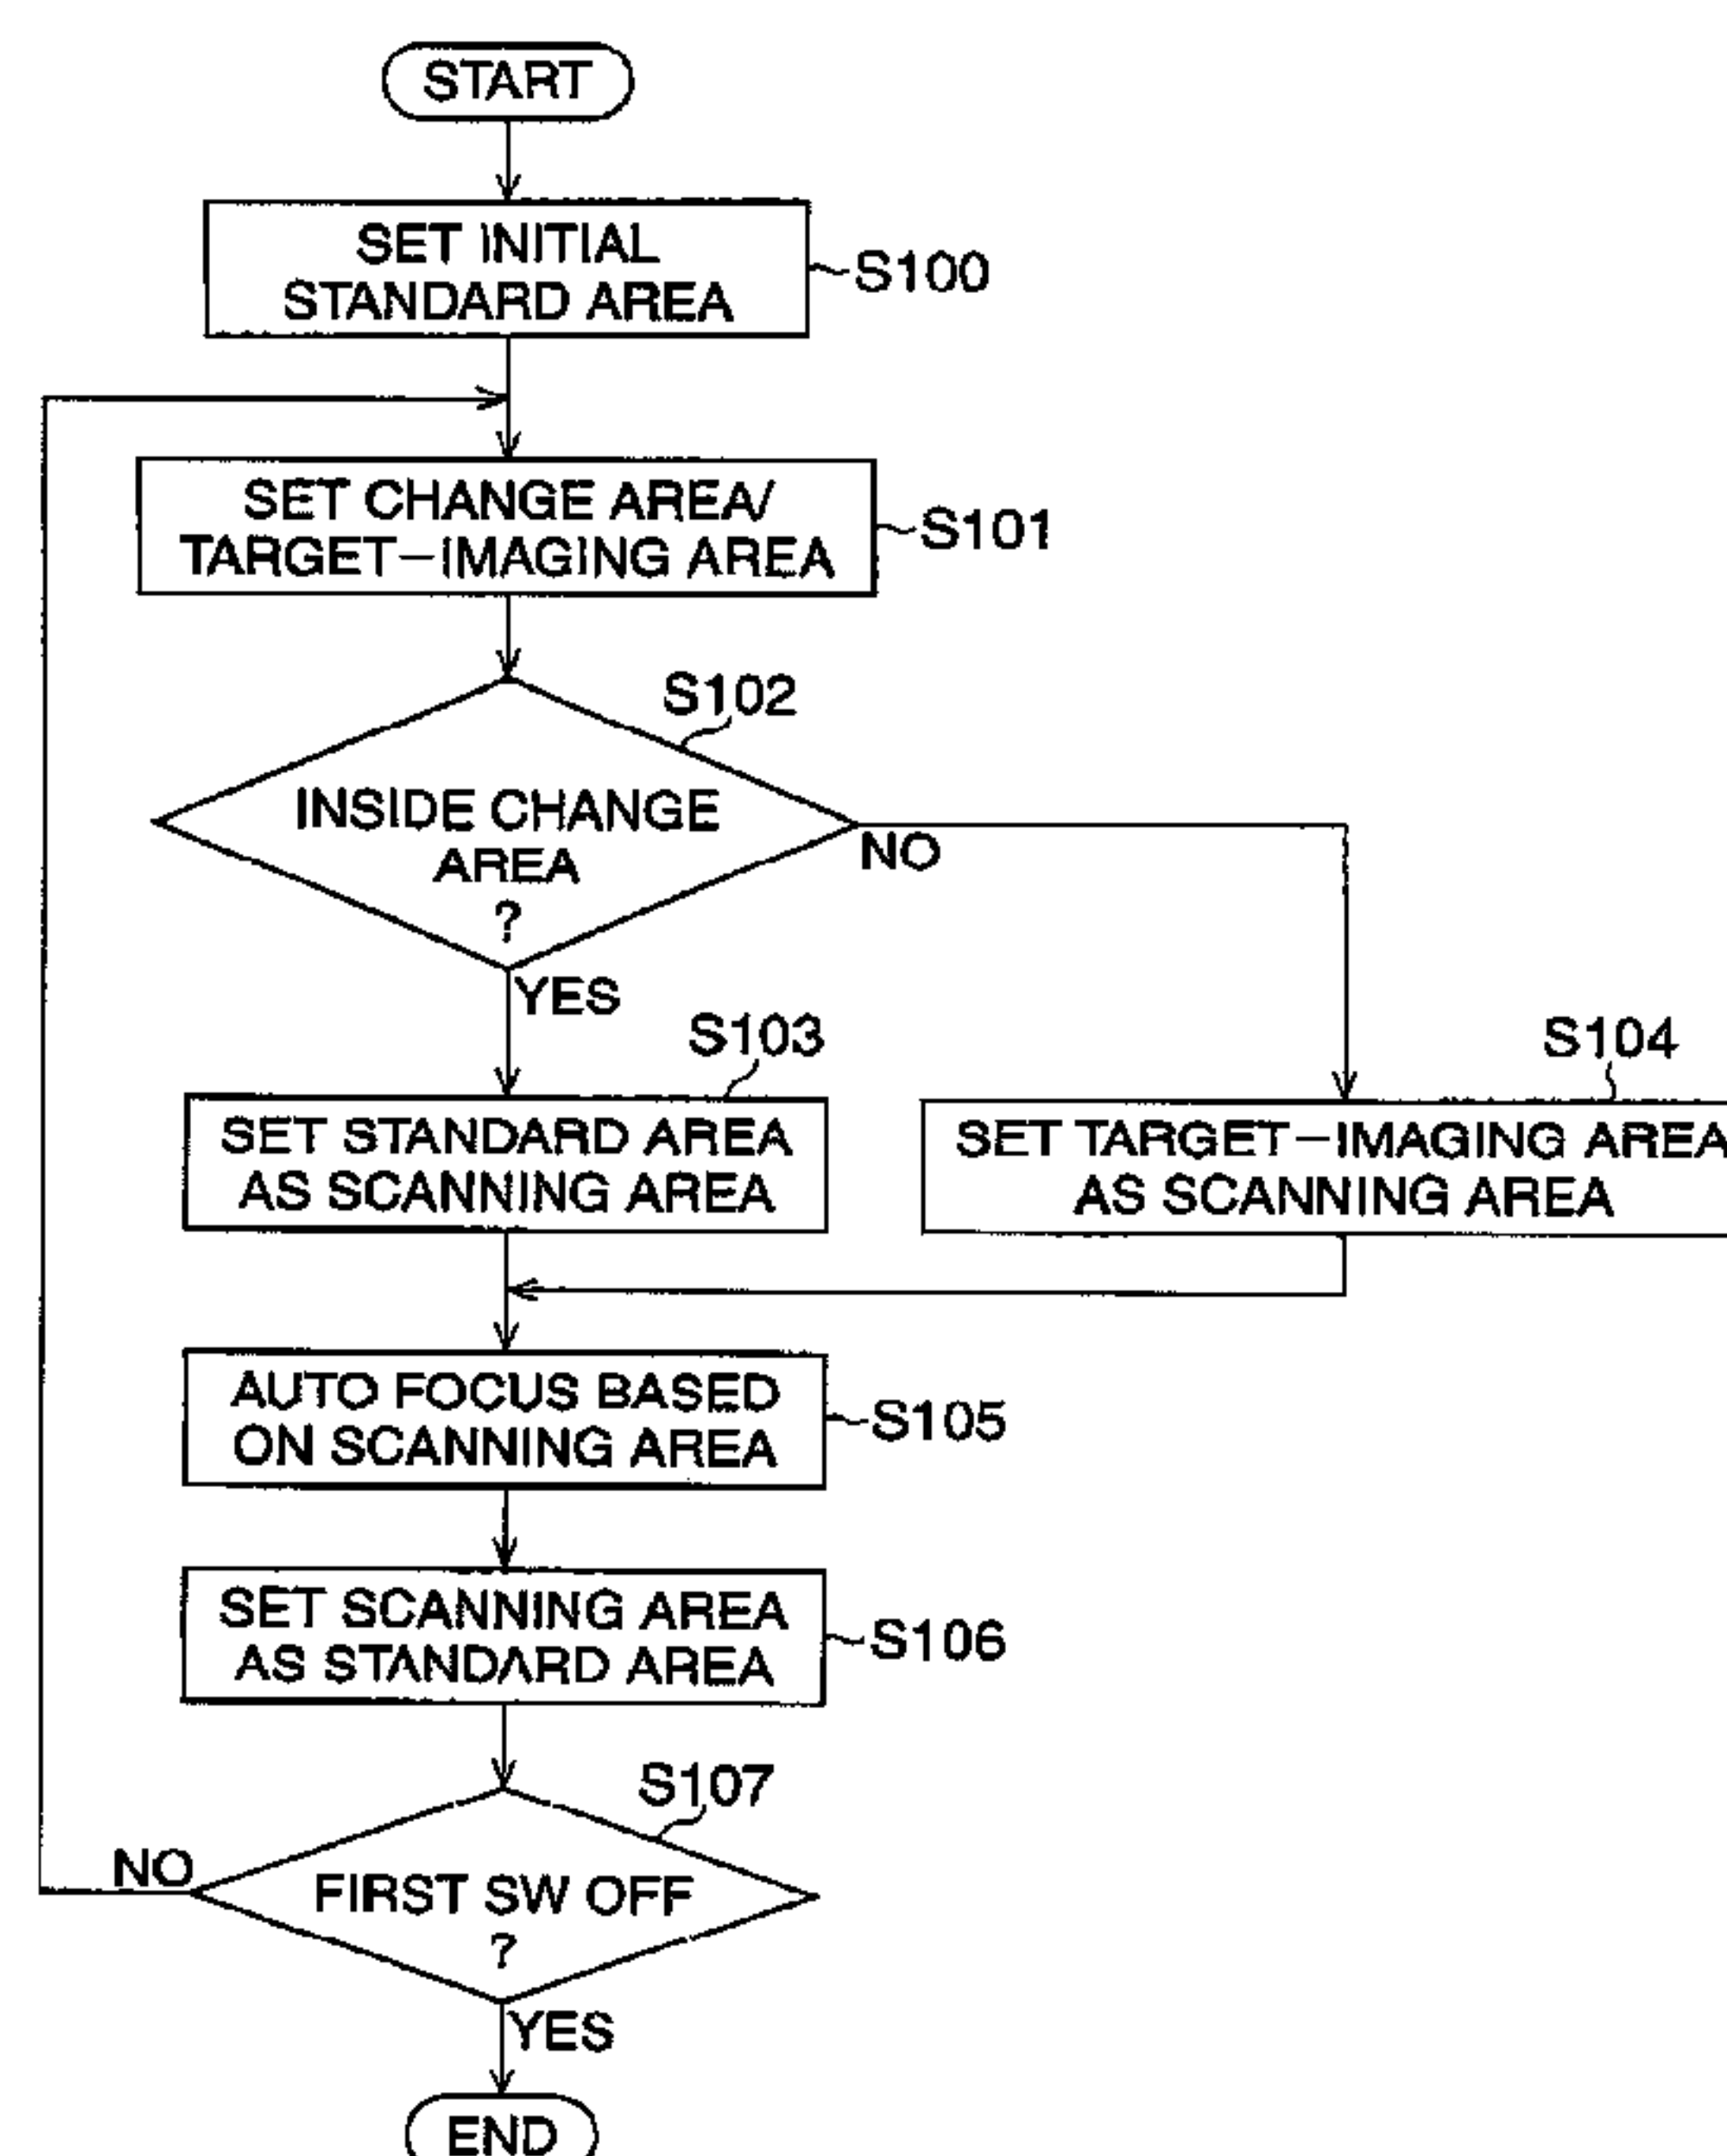 START
SET INITIAL
STANDARD AREA
S100
SET CHANGE AREA/
TARGET-IMAGING AREA
S101
S102
INSIDE CHANGE
AREA
?
NO
YES
S103
SET STANDARD AREA
AS SCANNING AREA
S104
SET TARGET-IMAGING AREA
AS SCANNING AREA
AUTO FOCUS BASED
ON SCANNING AREA
S105
SET SCANNING AREA
AS STANDARD AREA
S106
S107
FIRST SW OFF
?
NO
YES
END